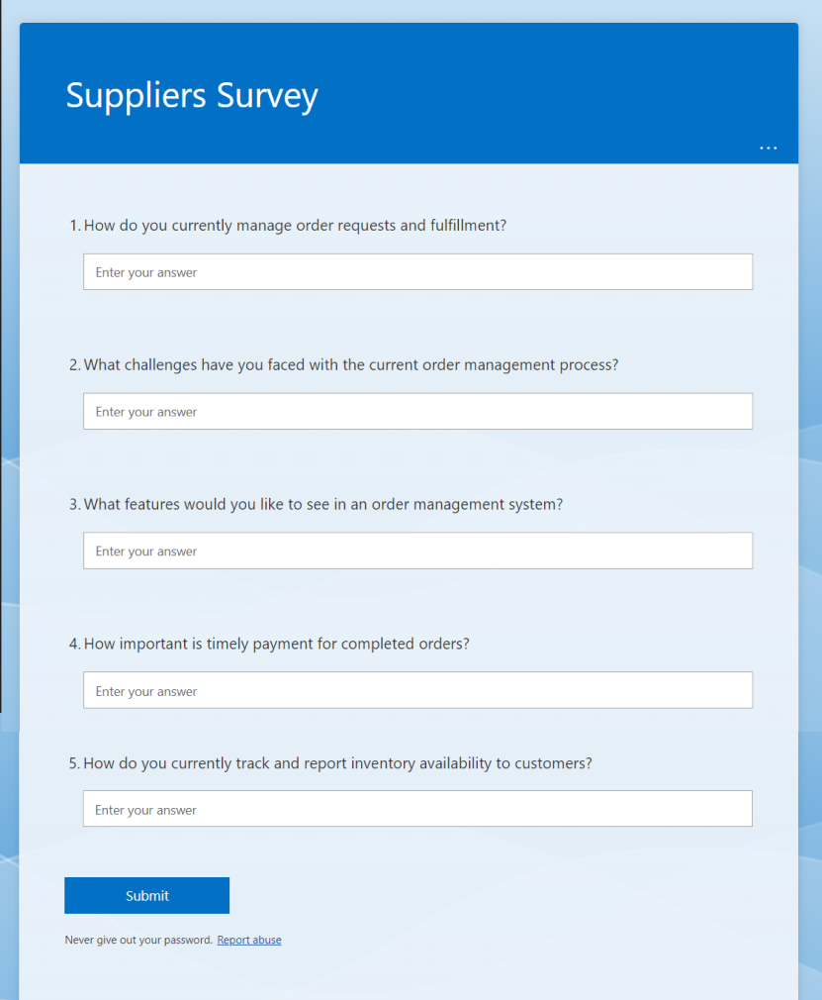 Suppliers Survey
...
1. How do you currently manage order requests and fulfillment?
Enter your answer
2. What challenges have you faced with the current order management process?
Enter your answer
3. What features would you like to see in an order management system?
Enter your answer
4. How important is timely payment for completed orders?
Enter your answer
5. How do you currently track and report inventory availability to customers?
Enter your answer
Submit
Never give out your password. Report abuse